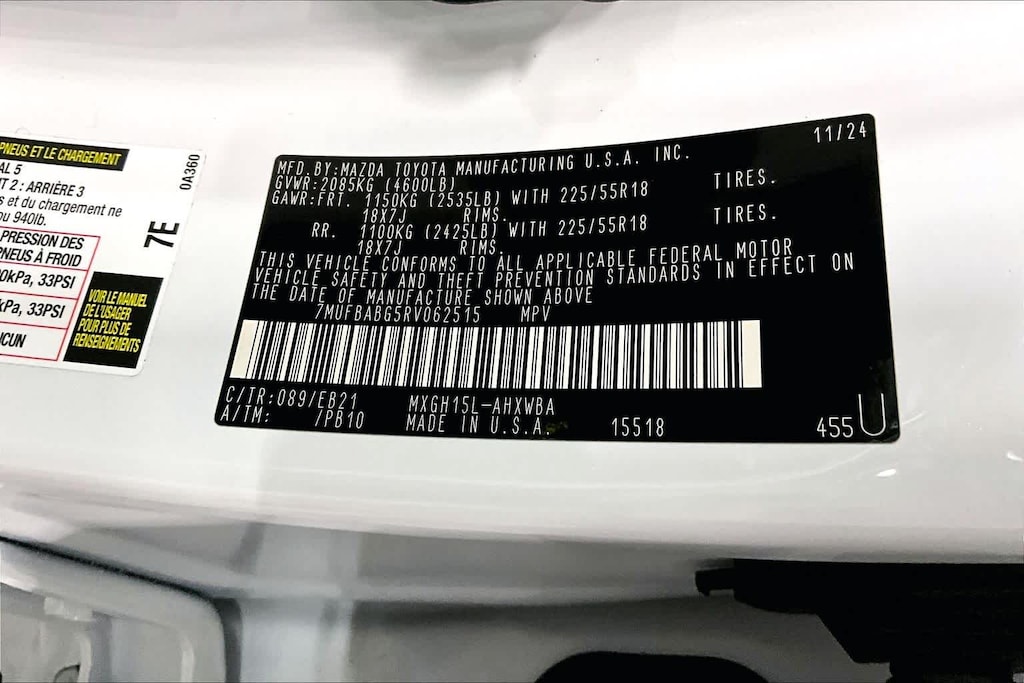 PNEUS ET LE CHARGEMENT
AL 5
T 2 : ARRIÈRE 3
s et du chargement ne
ou 940lb.
PRESSION DES
PNEUS À FROID
0kPa, 33PSI
kPa, 33PSI
CUN
VOIR LE MANUEL
DE L'USAGER
POUR PLUS DE
RENSEIGNEMENTS
7E
0A360
11/24
MFD. BY: MAZDA TOYOTA MANUFACTURING U.S.A. INC.
GVWR: 2085KG (4600LB)
GAWR: FRT. 1150KG (2535LB) WITH 225/55R18 TIRES.
18X7J RIMS.
RR. 1100KG (2425LB) WITH 225/55R18 TIRES.
18X7J RIMS.
THIS VEHICLE CONFORMS TO ALL APPLICABLE FEDERAL MOTOR
VEHICLE SAFETY AND THEFT PREVENTION STANDARDS IN EFFECT ON
THE DATE OF MANUFACTURE SHOWN ABOVE
7MUFBABG5RV062515 MPV
C/TR: 089/EB21 MXGH15L-AHXWBA
A/TM: /PB10 MADE IN U.S.A. 15518 455 U